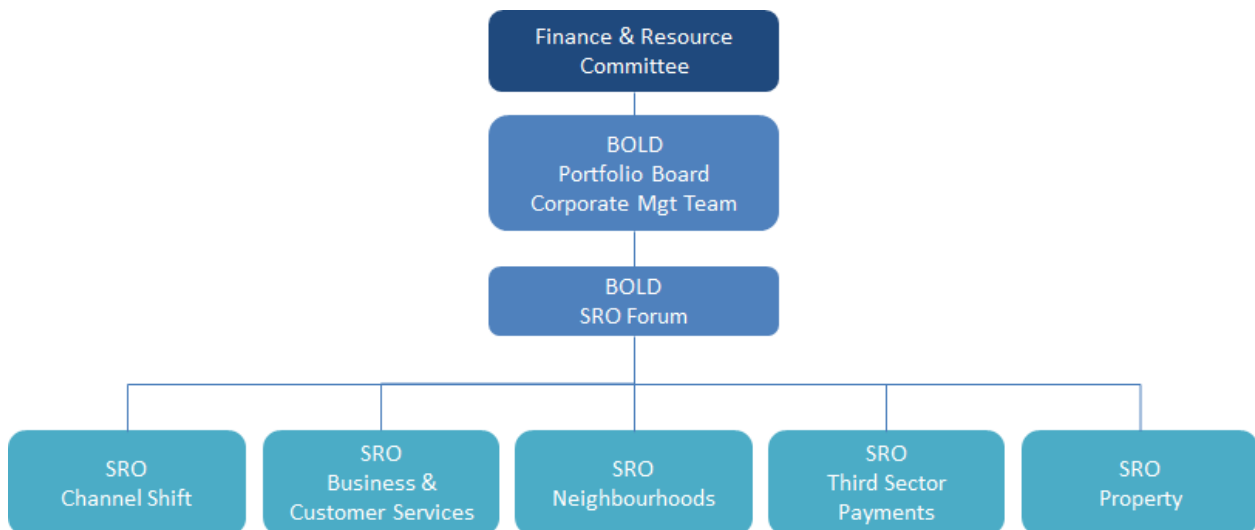 Finance & Resource
Committee
BOLD
Portfolio Board
Corporate Mgt Team
BOLD
SRO Forum
SRO
Channel Shift
SRO
Business &
Customer Services
SRO
Neighbourhoods
SRO
Third Sector
Payments
SRO
Property